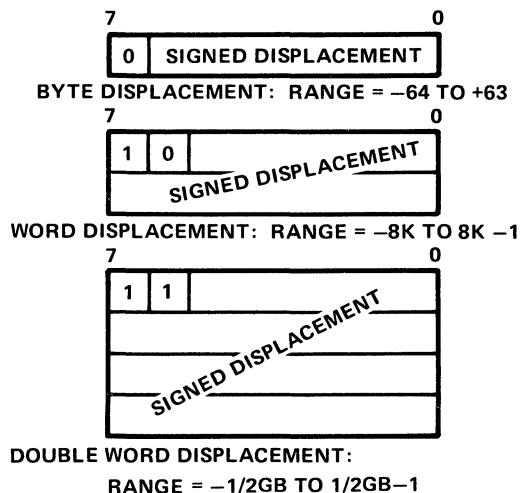 7 0
0 SIGNED DISPLACEMENT
BYTE DISPLACEMENT: RANGE = −64 TO +63
7 0
1 0
SIGNED DISPLACEMENT
WORD DISPLACEMENT: RANGE = −8K TO 8K −1
7 0
1 1
SIGNED DISPLACEMENT
DOUBLE WORD DISPLACEMENT:
RANGE = −1/2GB TO 1/2GB−1